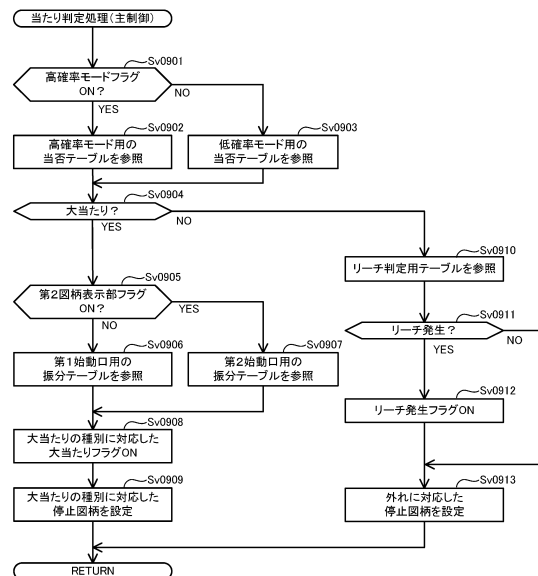 当たり判定処理(主制御)
Sv0901
高確率モードフラグ
ON?
NO
YES
Sv0902
高確率モード用の
当否テーブルを参照
Sv0903
低確率モード用の
当否テーブルを参照
Sv0904
大当たり?
NO
YES
Sv0910
リーチ判定用テーブルを参照
Sv0905
第2図柄表示部フラグ
ON?
YES
NO
Sv0911
リーチ発生?
NO
YES
Sv0906
第1始動口用の
振分テーブルを参照
Sv0907
第2始動口用の
振分テーブルを参照
Sv0912
リーチ発生フラグON
Sv0908
大当たりの種別に対応した
大当たりフラグON
Sv0909
大当たりの種別に対応した
停止図柄を設定
Sv0913
外れに対応した
停止図柄を設定
RETURN